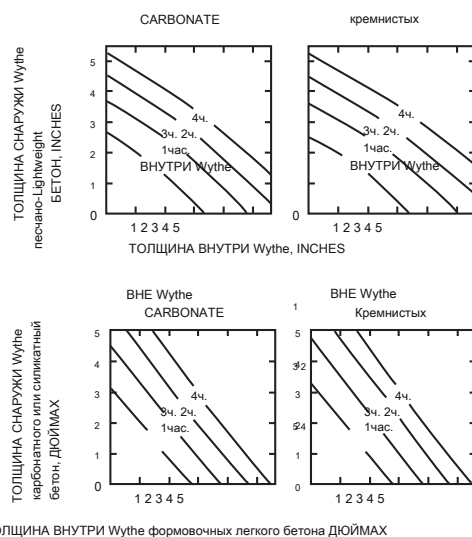 CARBONATE
кремнистых
ТОЛЩИНА СНАРУЖИ Wythe
песчано-Lightweight
БЕТОН, INCHES
5
4
3
2
1
0
4ч.
3ч. 2ч.
1час.
ВНУТРИ Wythe
1 2 3 4 5
0
4ч.
3ч. 2ч.
1час.
ВНУТРИ Wythe
1 2 3 4 5
ТОЛЩИНА ВНУТРИ Wythe, INCHES
ВНЕ Wythe
CARBONATE
ВНЕ Wythe
Кремнистых
ТОЛЩИНА СНАРУЖИ Wythe
карбонатного или силикатный
бетон, ДЮЙМАХ
5
4
3
2
1
0
4ч.
3ч. 2ч.
1час.
1 2 3 4 5
1
5
3
1
0
4ч.
3ч. 2ч.
1час.
1 2 3 4 5
ОЛЩИНА ВНУТРИ Wythe формовочных легкого бетона ДЮЙМАХ